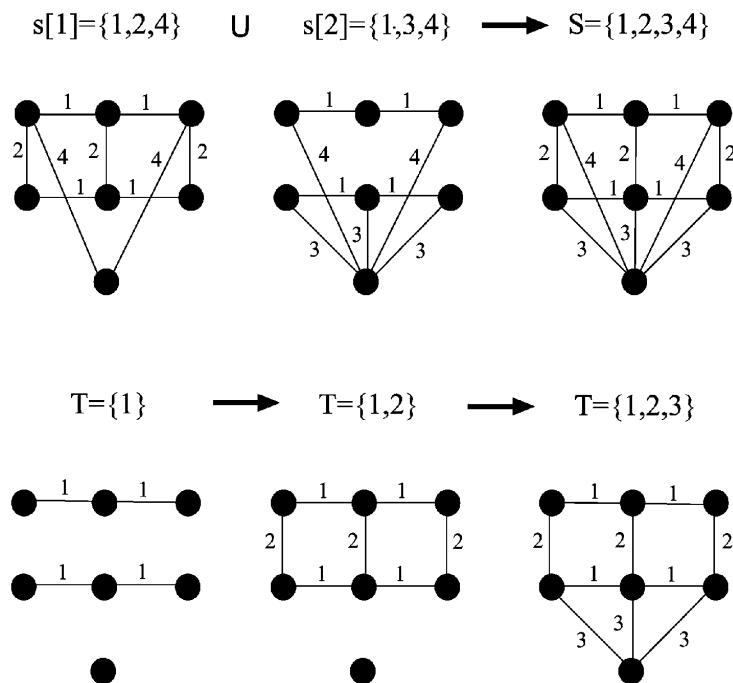 s[1]={1,2,4} ∪ s[2]={1,3,4} S={1,2,3,4}
1 1 1 1 1 1
2 4 2 4 2 4 4 2 4 2 4 2
1 1 1 1 1 1
3 3 3 3 3 3
T={1} T={1,2} T={1,2,3}
1 1 1 1 1 1
2 2 2 2 2 2
1 1 1 1 1 1
3 3 3